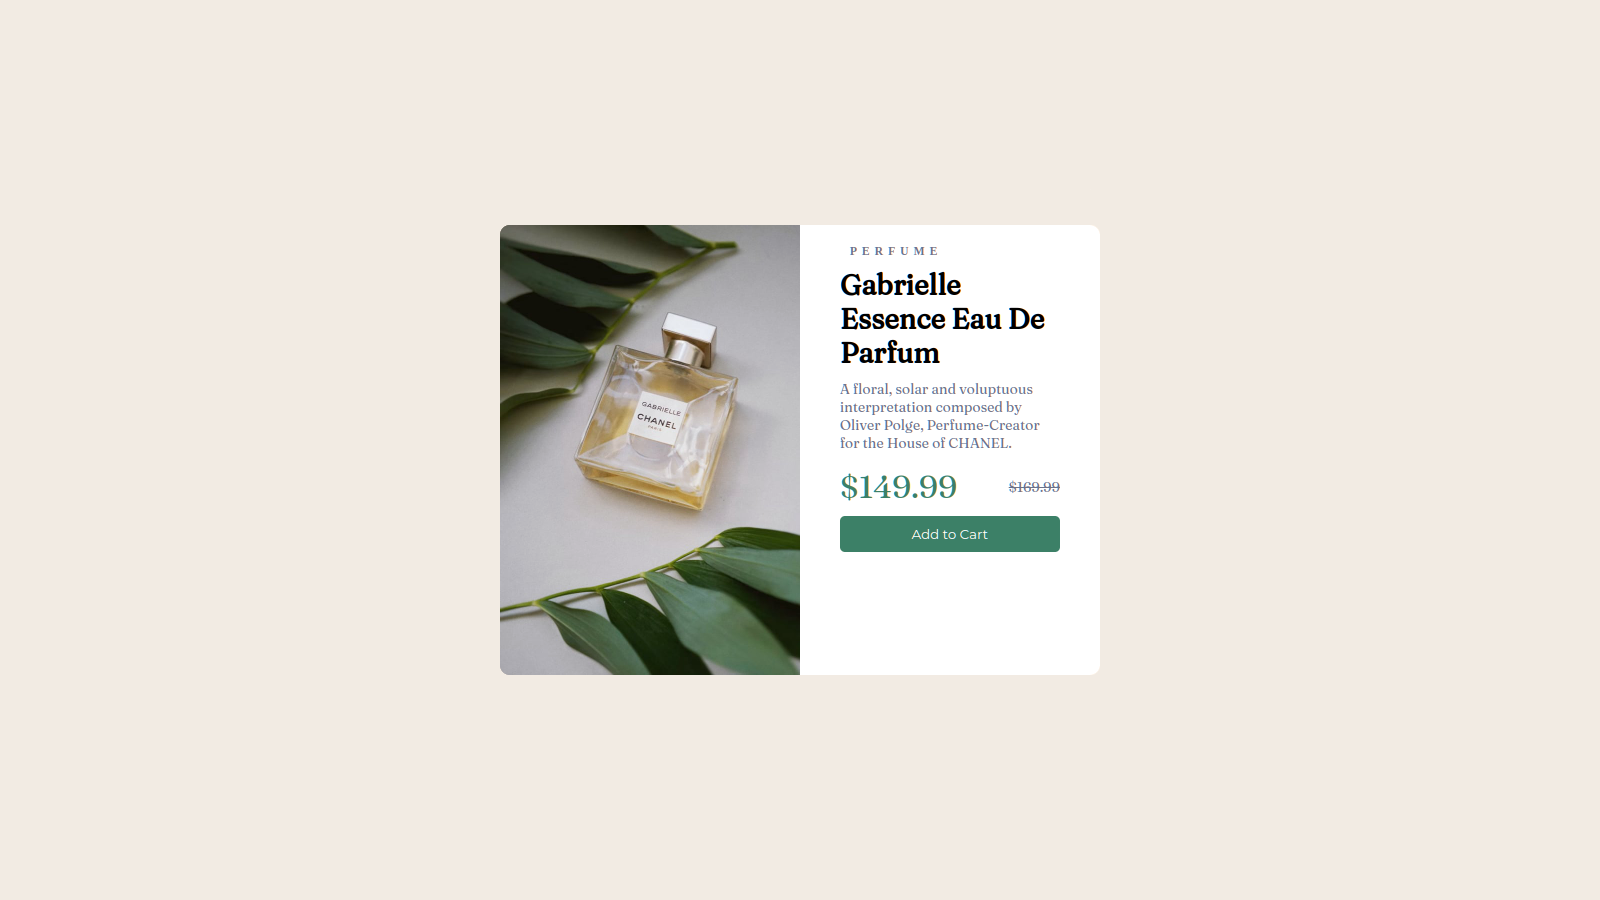 PERFUME
Gabrielle
Essence Eau De
Parfum
A floral, solar and voluptuous
interpretation composed by
Oliver Polge, Perfume-Creator
for the House of CHANEL.
$149.99 $169.99
Add to Cart
GABRIELLE
CHANEL
PARIS